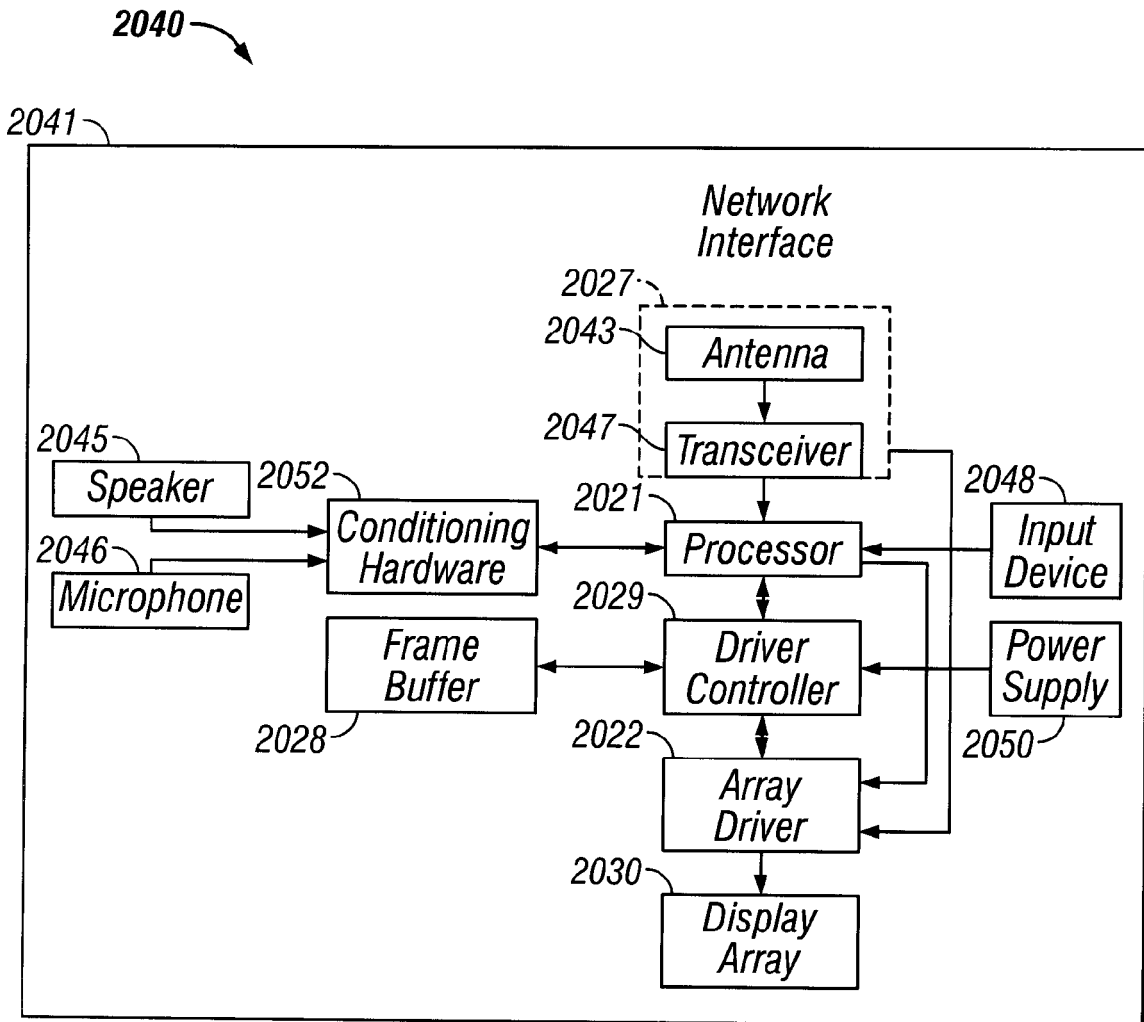 2040
2041
Network
Interface
2027
2043
Antenna
2047
Transceiver
2045
Speaker
2052
Conditioning
Hardware
2021
Processor
2048
Input
Device
2046
Microphone
2029
Driver
Controller
Frame
Buffer
2028
Power
Supply
2050
2022
Array
Driver
2030
Display
Array